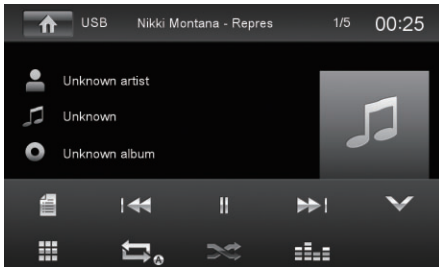 USB Nikki Montana - Repres 1/5 00:25
Unknown artist
Unknown
Unknown album
A